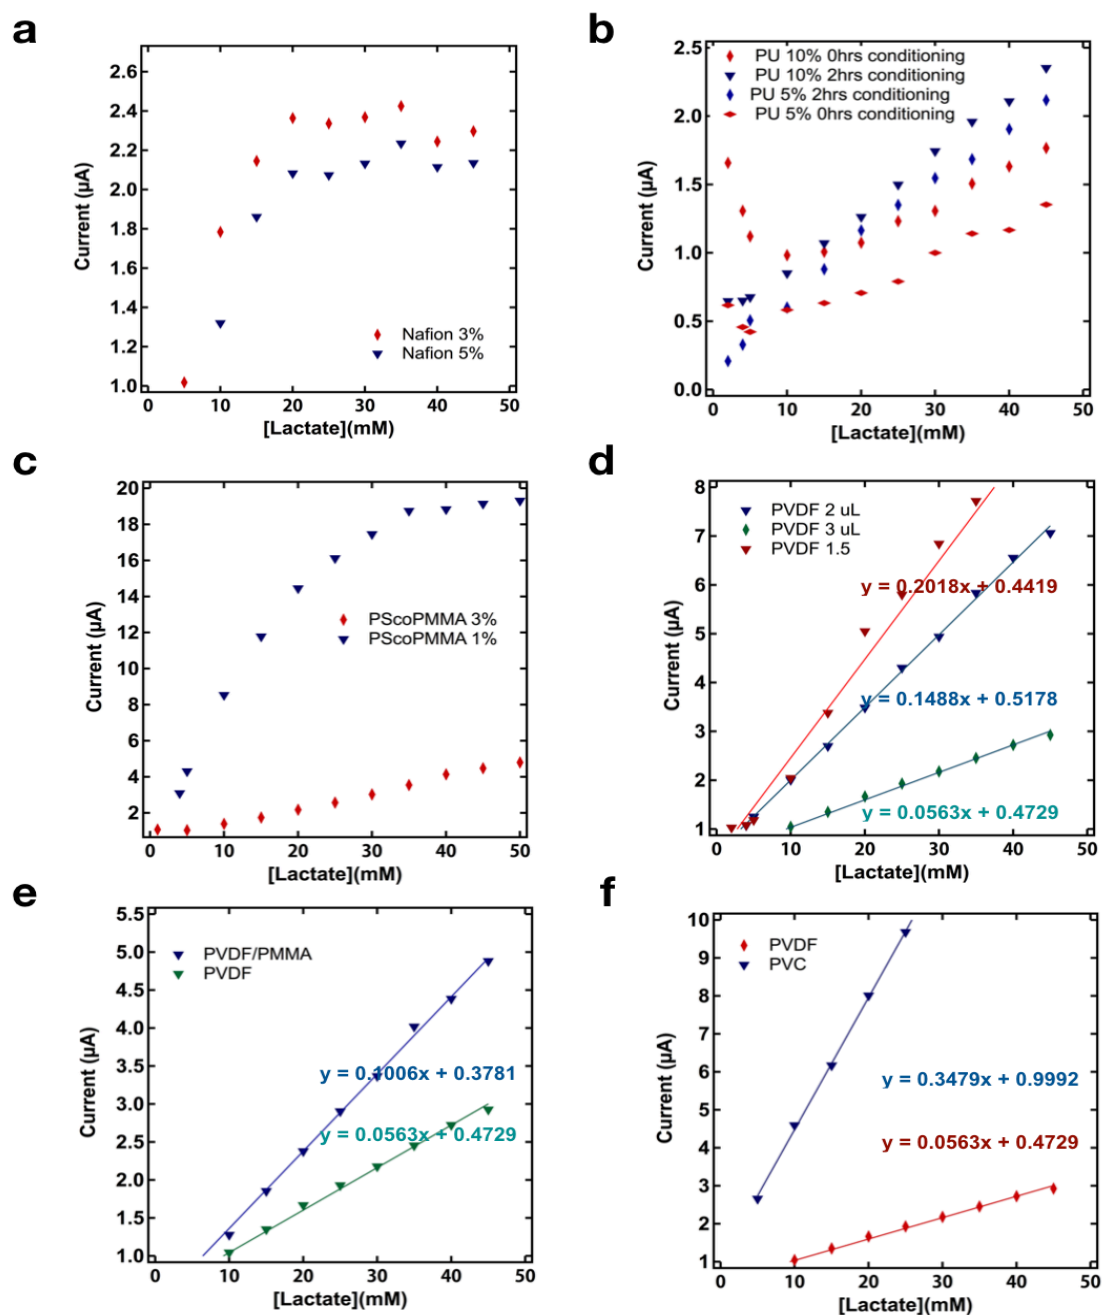 a
2.6
2.4
2.2
2.0
1.8
1.6
1.4
1.2
1.0
Current (µA)
Nafion 3%
Nafion 5%
0 10 20 30 40 50
[Lactate](mM)
b
2.5
2.0
1.5
1.0
0.5
0.0
Current (µA)
PU 10% 0hrs conditioning
PU 10% 2hrs conditioning
PU 5% 2hrs conditioning
PU 5% 0hrs conditioning
0 10 20 30 40 50
[Lactate](mM)
c
20
18
16
14
12
10
8
6
4
2
Current (µA)
PScoPMMA 3%
PScoPMMA 1%
0 10 20 30 40 50
[Lactate](mM)
d
8
7
6
5
4
3
2
1
Current (µA)
PVDF 2 uL
PVDF 3 uL
PVDF 1.5
y = 0.2018x + 0.4419
y = 0.1488x + 0.5178
y = 0.0563x + 0.4729
0 10 20 30 40 50
[Lactate](mM)
e
5.5
5.0
4.5
4.0
3.5
3.0
2.5
2.0
1.5
1.0
Current (µA)
PVDF/PMMA
PVDF
y = 0.1006x + 0.3781
y = 0.0563x + 0.4729
0 10 20 30 40 50
[Lactate](mM)
f
10
9
8
7
6
5
4
3
2
1
Current (µA)
PVDF
PVC
y = 0.3479x + 0.9992
y = 0.0563x + 0.4729
0 10 20 30 40 50
[Lactate](mM)